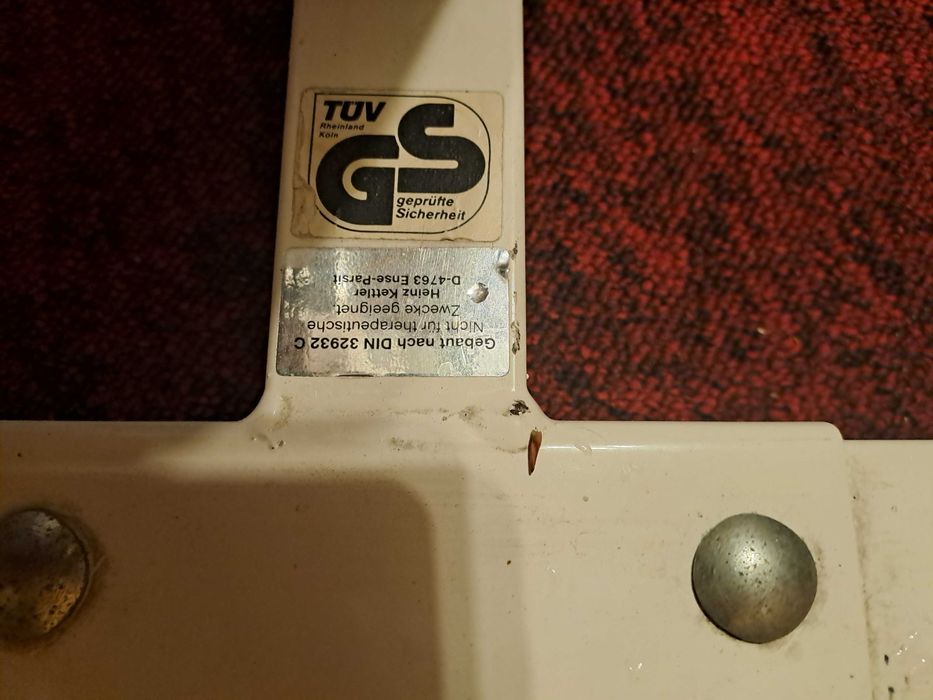 TÜV
Rheinland
Köln
GS
geprüfte
Sicherheit
Gebaut nach DIN 32932 C
Nicht für therapeutische
Zwecke geeignet.
Heinz Kettler
D-4763 Ense-Parsit